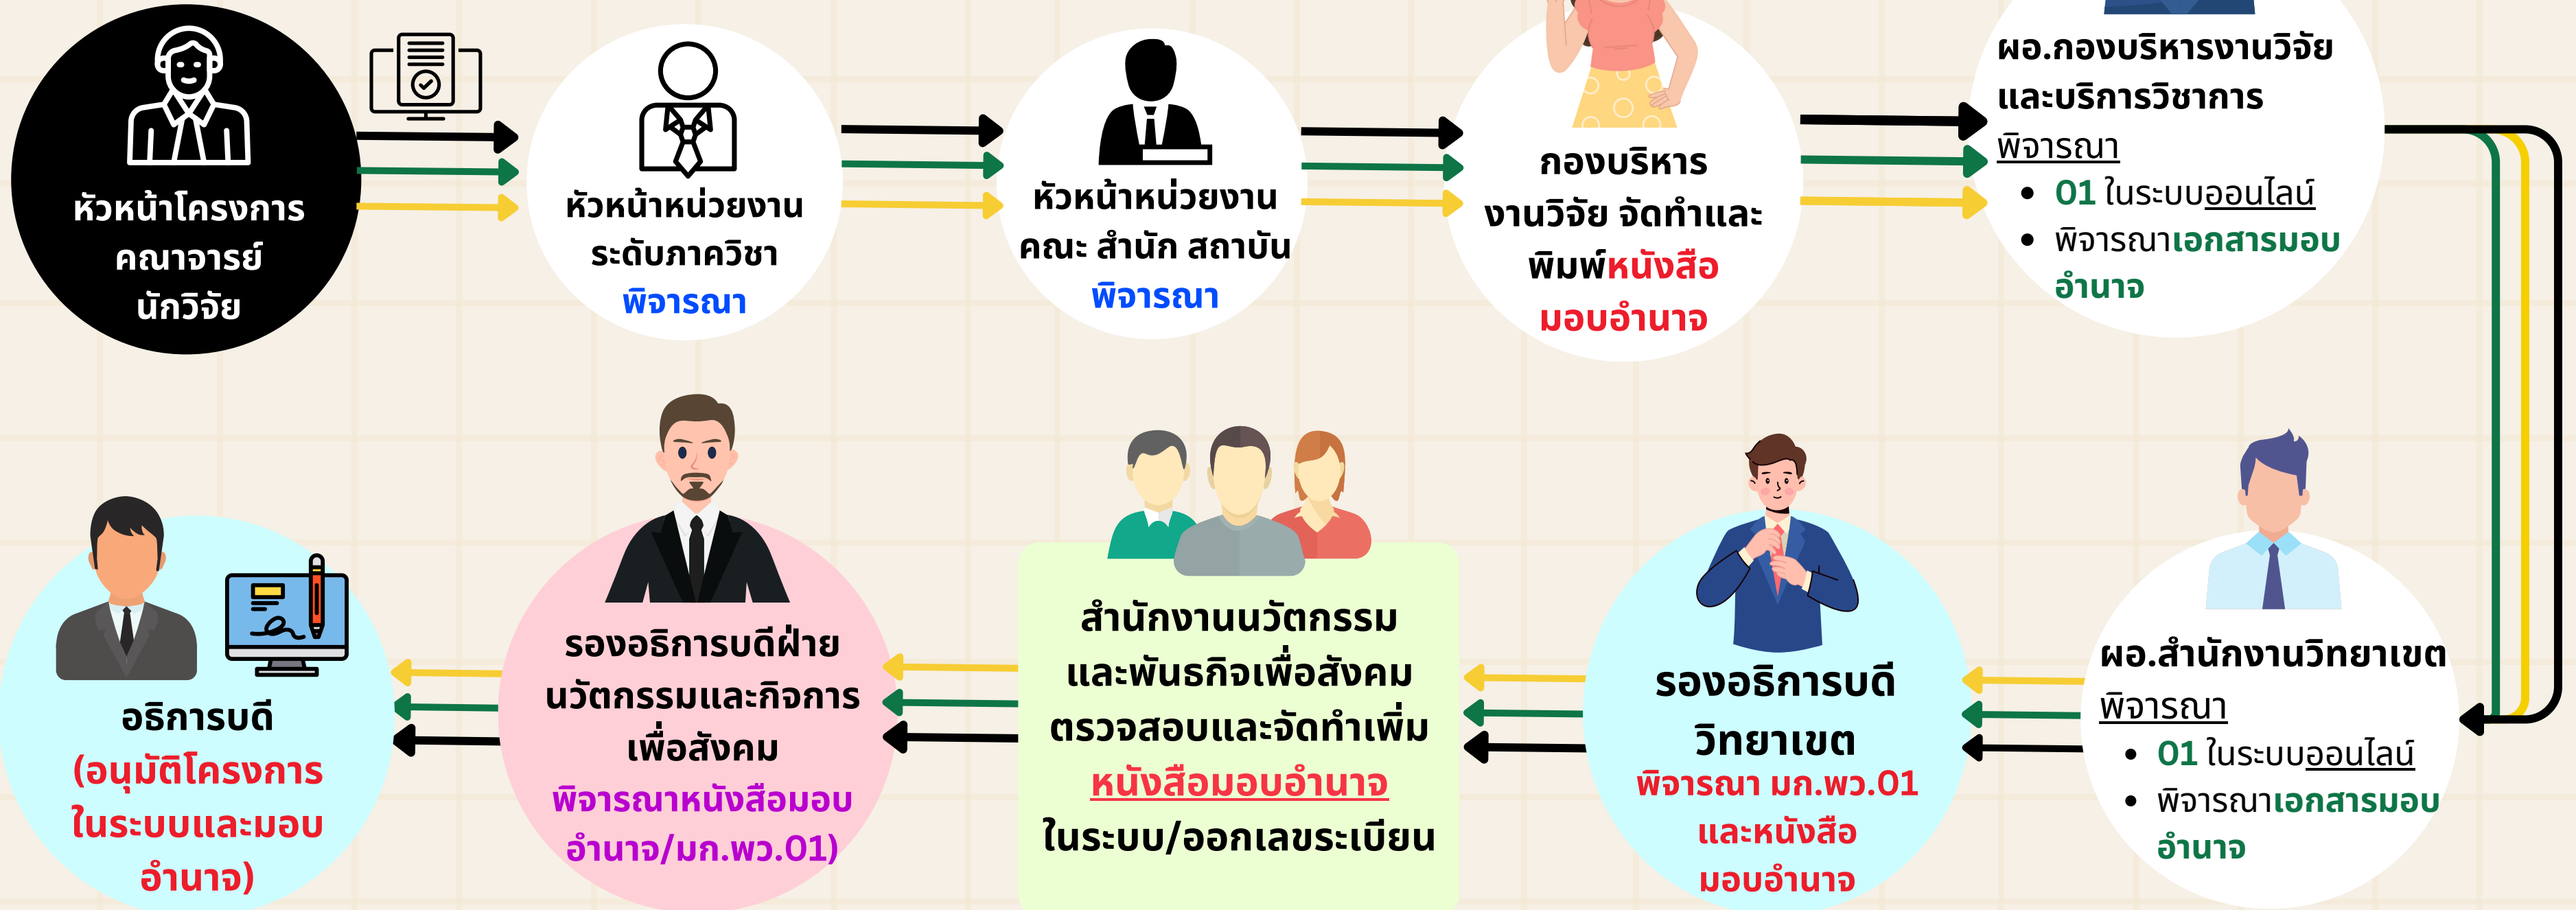 หัวหน้าโครงการ
คณาจารย์
นักวิจัย
หัวหน้าหน่วยงาน
ระดับภาควิชา
พิจารณา
หัวหน้าหน่วยงาน
คณะ สำนัก สถาบัน
พิจารณา
กองบริหาร
งานวิจัย จัดทำและ
พิมพ์หนังสือ
มอบอำนาจ
ผอ.กองบริหารงานวิจัย
และบริการวิชาการ
พิจารณา
• 01 ในระบบออนไลน์
• พิจารณาเอกสารมอบ
อำนาจ
ผอ.สำนักงานวิทยาเขต
พิจารณา
• 01 ในระบบออนไลน์
• พิจารณาเอกสารมอบ
อำนาจ
รองอธิการบดี
วิทยาเขต
พิจารณา มก.พว.01
และหนังสือ
มอบอำนาจ
สำนักงานนวัตกรรม
และพันธกิจเพื่อสังคม
ตรวจสอบและจัดทำเพิ่ม
หนังสือมอบอำนาจ
ในระบบ/ออกเลขระเบียน
รองอธิการบดีฝ่าย
นวัตกรรมและกิจการ
เพื่อสังคม
พิจารณาหนังสือมอบ
อำนาจ/มก.พว.01)
อธิการบดี
(อนุมัติโครงการ
ในระบบและมอบ
อำนาจ)